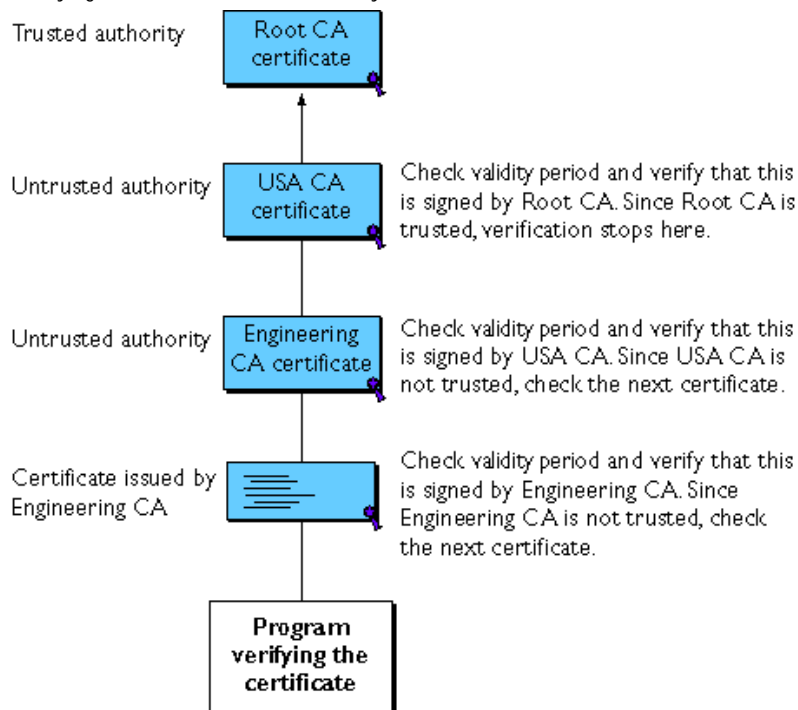 Trusted authority
Root CA
certificate
Untrusted authority
USA CA
certificate
Check validity period and verify that this
is signed by Root CA. Since Root CA is
trusted, verification stops here.
Untrusted authority
Engineering
CA certificate
Check validity period and verify that this
is signed by USA CA. Since USA CA is
not trusted, check the next certificate.
Certificate issued by
Engineering CA
Check validity period and verify that this
is signed by Engineering CA. Since
Engineering CA is not trusted, check
the next certificate.
Program
verifying the
certificate